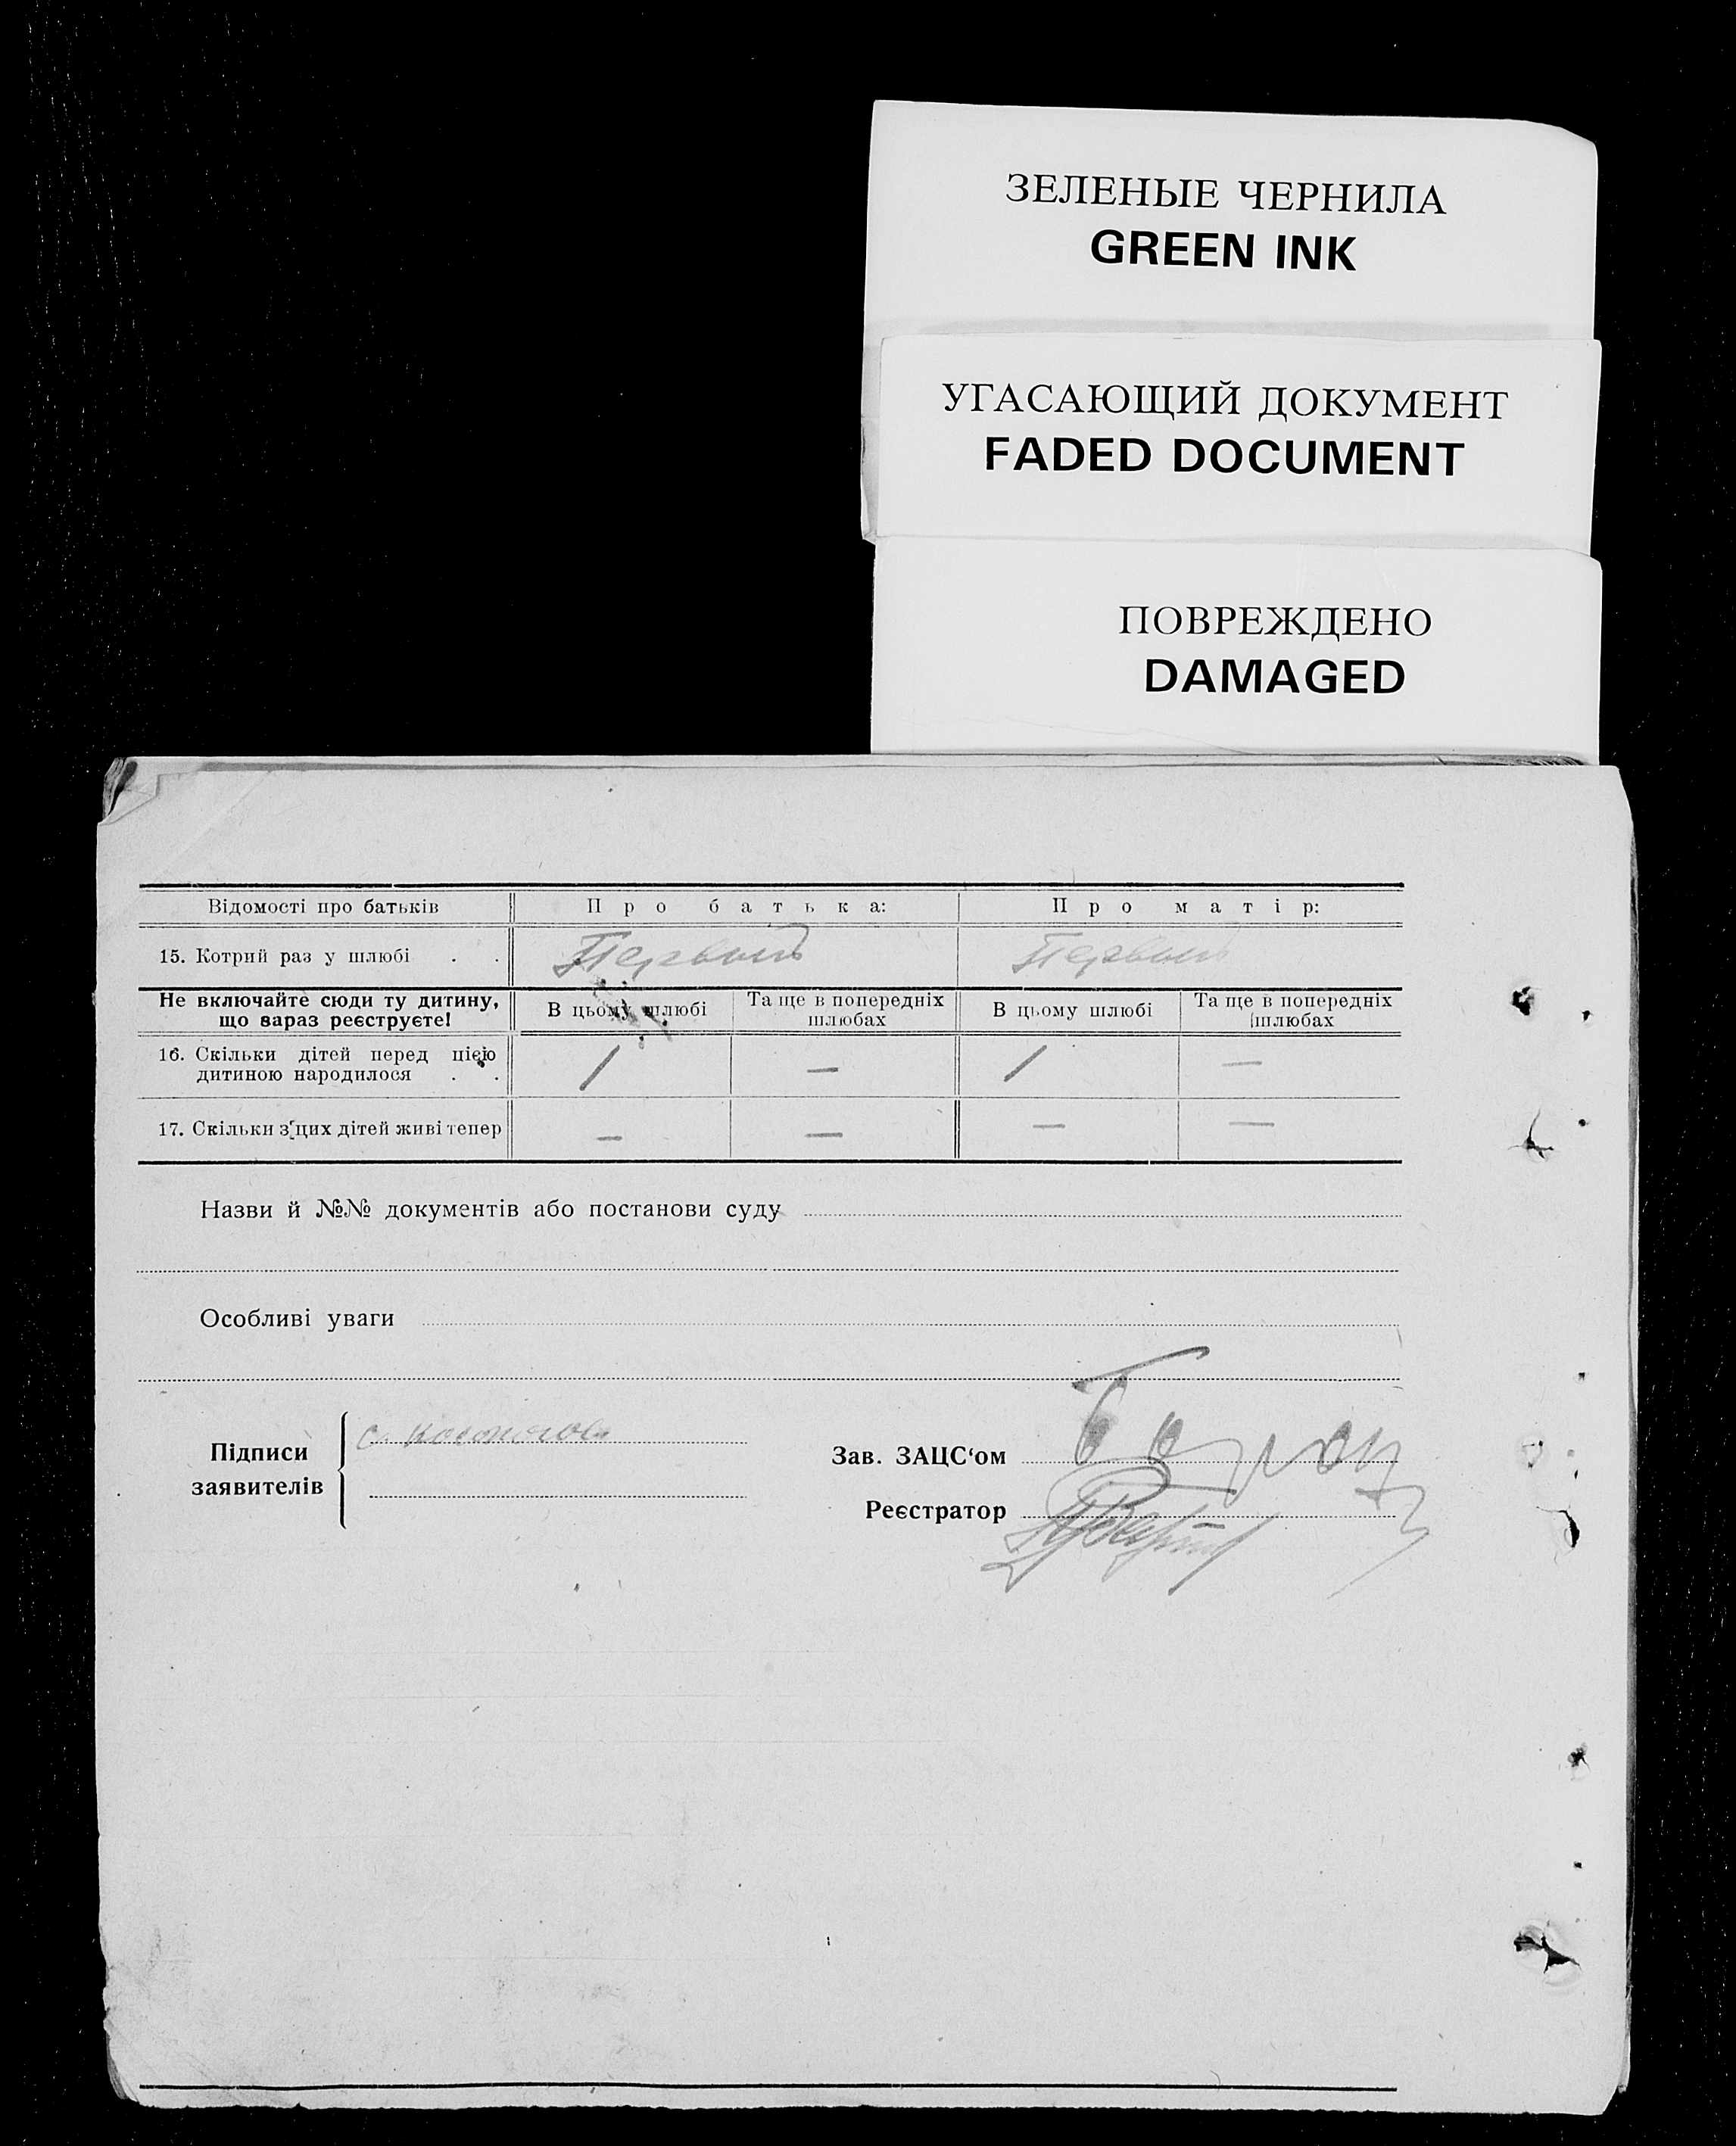 ЗЕЛЕНЫЕ ЧЕРНИЛА
GREEN INK
УГАСАЮЩИЙ ДОКУМЕНТ
FADED DOCUMENT
ПОВРЕЖДЕНО
DAMAGED
Відомості про батьків Про батька: Про матір:
15. Котрий раз у шлюбі . . Первый Первый
Не включайте сюди ту дитину,
що зараз реєструєте!
В цьому шлюбі
Та ще в попередніх
шлюбах
В цьому шлюбі
Та ще в попередніх
шлюбах
16. Скільки дітей перед цією
дитиною народилося . . 1 — 1 —
17. Скільки з цих дітей живі тепер — — — —
Назви й №№ документів або постанови суду
Особливі уваги
Підписи
заявителів
Зав. ЗАЦС‘ом
Реєстратор